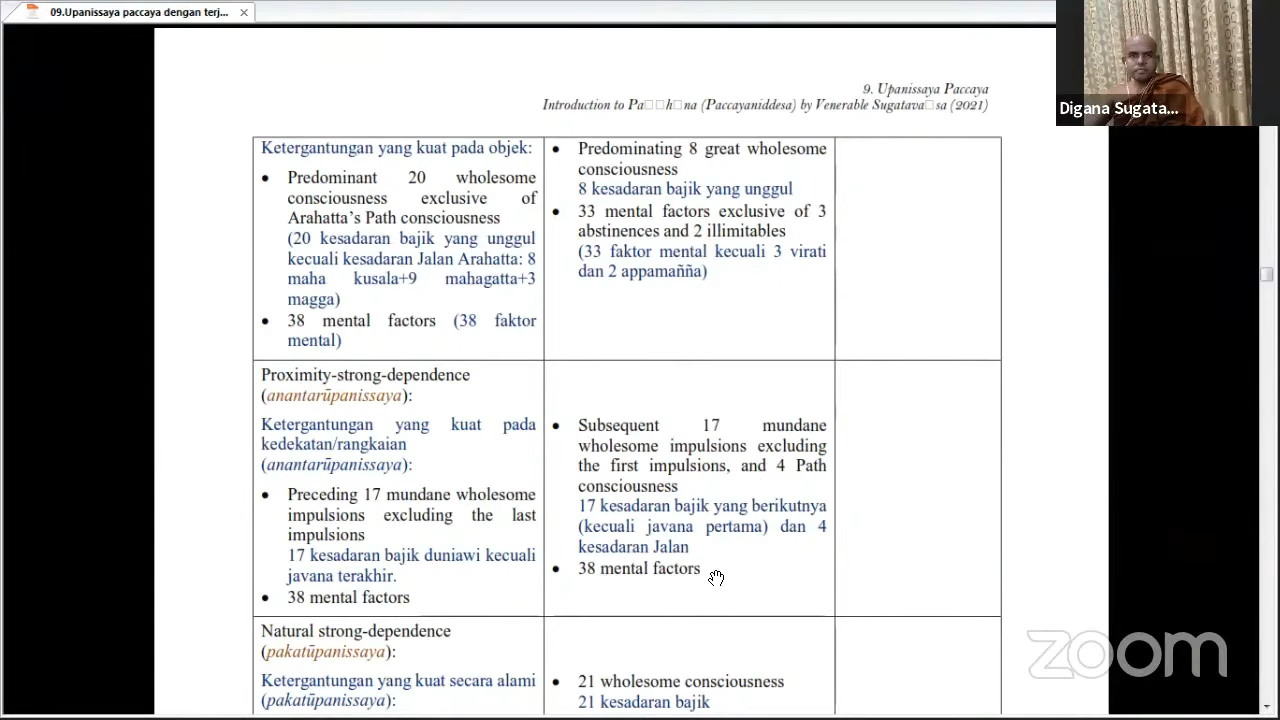 09.Upanissaya paccaya dengan terj...
9. Upanissaya Paccaya
Introduction to Pa□□h□na (Paccayaniddesa) by Venerable Sugatava□sa (2021)
Digana Sugata...
Ketergantungan yang kuat pada objek:
• Predominant 20 wholesome
consciousness exclusive of
Arahatta's Path consciousness
(20 kesadaran bajik yang unggul
kecuali kesadaran Jalan Arahatta: 8
maha kusala+9 mahagatta+3
magga)
• 38 mental factors (38 faktor
mental)
• Predominating 8 great wholesome
consciousness
8 kesadaran bajik yang unggul
• 33 mental factors exclusive of 3
abstinences and 2 illimitables
(33 faktor mental kecuali 3 virati
dan 2 appamañña)
Proximity-strong-dependence
(anantarūpanissaya):
Ketergantungan yang kuat pada
kedekatan/rangkaian
(anantarūpanissaya):
• Preceding 17 mundane wholesome
impulsions excluding the last
impulsions
17 kesadaran bajik duniawi kecuali
javana terakhir.
• 38 mental factors
• Subsequent 17 mundane
wholesome impulsions excluding
the first impulsions, and 4 Path
consciousness
17 kesadaran bajik yang berikutnya
(kecuali javana pertama) dan 4
kesadaran Jalan
• 38 mental factors
Natural strong-dependence
(pakatūpanissaya):
Ketergantungan yang kuat secara alami
(pakatūpanissaya):
• 21 wholesome consciousness
21 kesadaran bajik
zoom